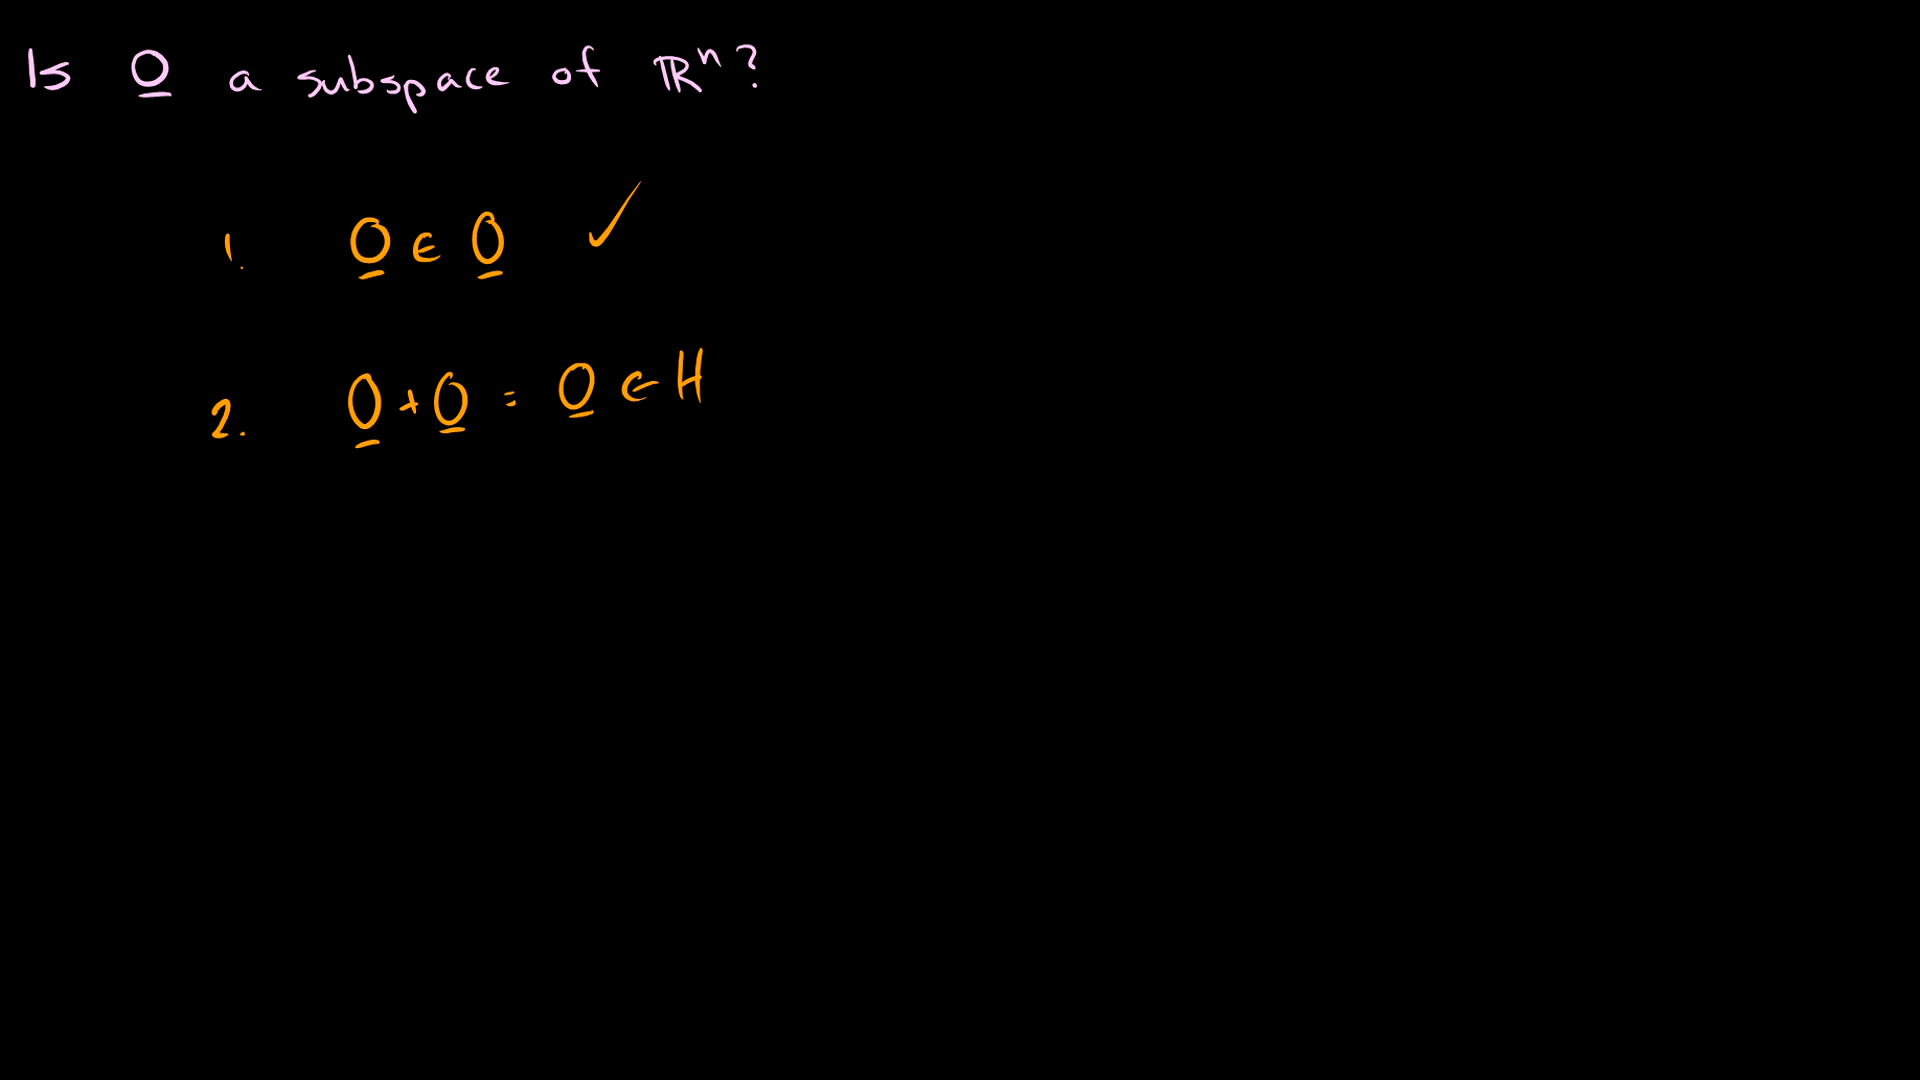 Is 0 a subspace of ℝⁿ?
1. 0 ∈ 0 ✓
2. 0 + 0 = 0 ∈ H